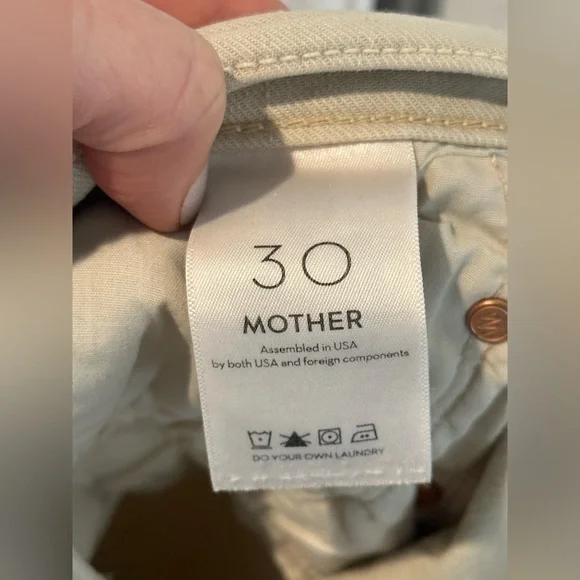 30
MOTHER
Assembled in USA
by both USA and foreign components
DO YOUR OWN LAUNDRY
M